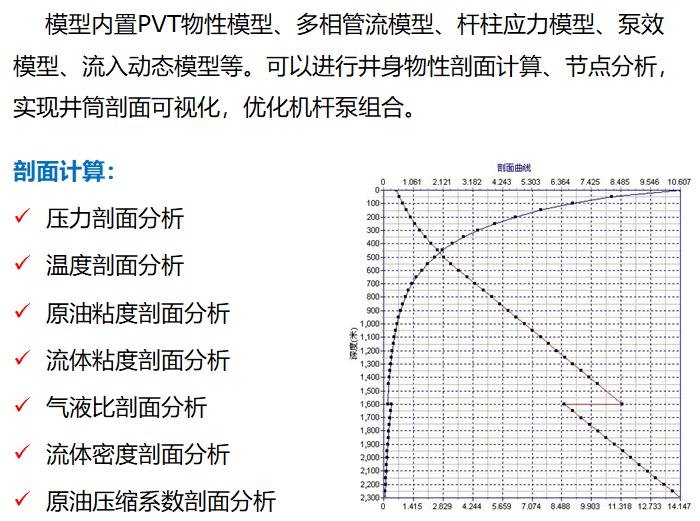 模型内置PVT物性模型、多相管流模型、杆柱应力模型、泵效
模型、流入动态模型等。可以进行井身物性剖面计算、节点分析，
实现井筒剖面可视化，优化机杆泵组合。
剖面计算：
压力剖面分析
温度剖面分析
原油粘度剖面分析
流体粘度剖面分析
气液比剖面分析
流体密度剖面分析
原油压缩系数剖面分析
剖面曲线
0 1.061 2.121 3.182 4.243 5.303 6.364 7.425 8.485 9.546 10.607
深度(米)
0
100
200
300
400
500
600
700
800
900
1,000
1,100
1,200
1,300
1,400
1,500
1,600
1,700
1,800
1,900
2,000
2,100
2,200
2,300
0 1.415 2.829 4.244 5.659 7.074 8.488 9.903 11.318 12.733 14.147